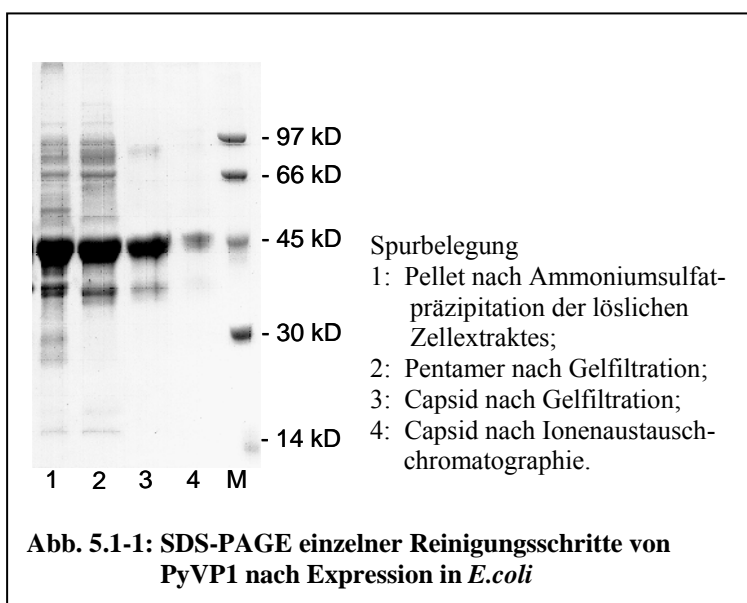 - 97 kD
- 66 kD
- 45 kD
- 30 kD
- 14 kD
1 2 3 4 M
Spurbelegung
1: Pellet nach Ammoniumsulfat-
präzipitation der löslichen
Zellextraktes;
2: Pentamer nach Gelfiltration;
3: Capsid nach Gelfiltration;
4: Capsid nach Ionenaustausch-
chromatographie.
Abb. 5.1-1: SDS-PAGE einzelner Reinigungsschritte von
PyVP1 nach Expression in E.coli